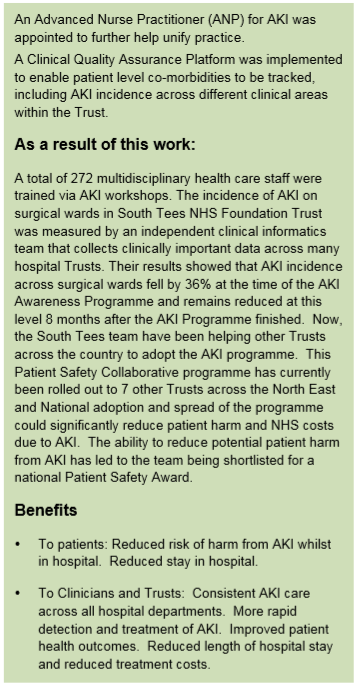 An Advanced Nurse Practitioner (ANP) for AKI was
appointed to further help unify practice.
A Clinical Quality Assurance Platform was implemented
to enable patient level co-morbidities to be tracked,
including AKI incidence across different clinical areas
within the Trust.
As a result of this work:
A total of 272 multidisciplinary health care staff were
trained via AKI workshops. The incidence of AKI on
surgical wards in South Tees NHS Foundation Trust
was measured by an independent clinical informatics
team that collects clinically important data across many
hospital Trusts. Their results showed that AKI incidence
across surgical wards fell by 36% at the time of the AKI
Awareness Programme and remains reduced at this
level 8 months after the AKI Programme finished. Now,
the South Tees team have been helping other Trusts
across the country to adopt the AKI programme. This
Patient Safety Collaborative programme has currently
been rolled out to 7 other Trusts across the North East
and National adoption and spread of the programme
could significantly reduce patient harm and NHS costs
due to AKI. The ability to reduce potential patient harm
from AKI has led to the team being shortlisted for a
national Patient Safety Award.
Benefits
• To patients: Reduced risk of harm from AKI whilst
in hospital. Reduced stay in hospital.
• To Clinicians and Trusts: Consistent AKI care
across all hospital departments. More rapid
detection and treatment of AKI. Improved patient
health outcomes. Reduced length of hospital stay
and reduced treatment costs.